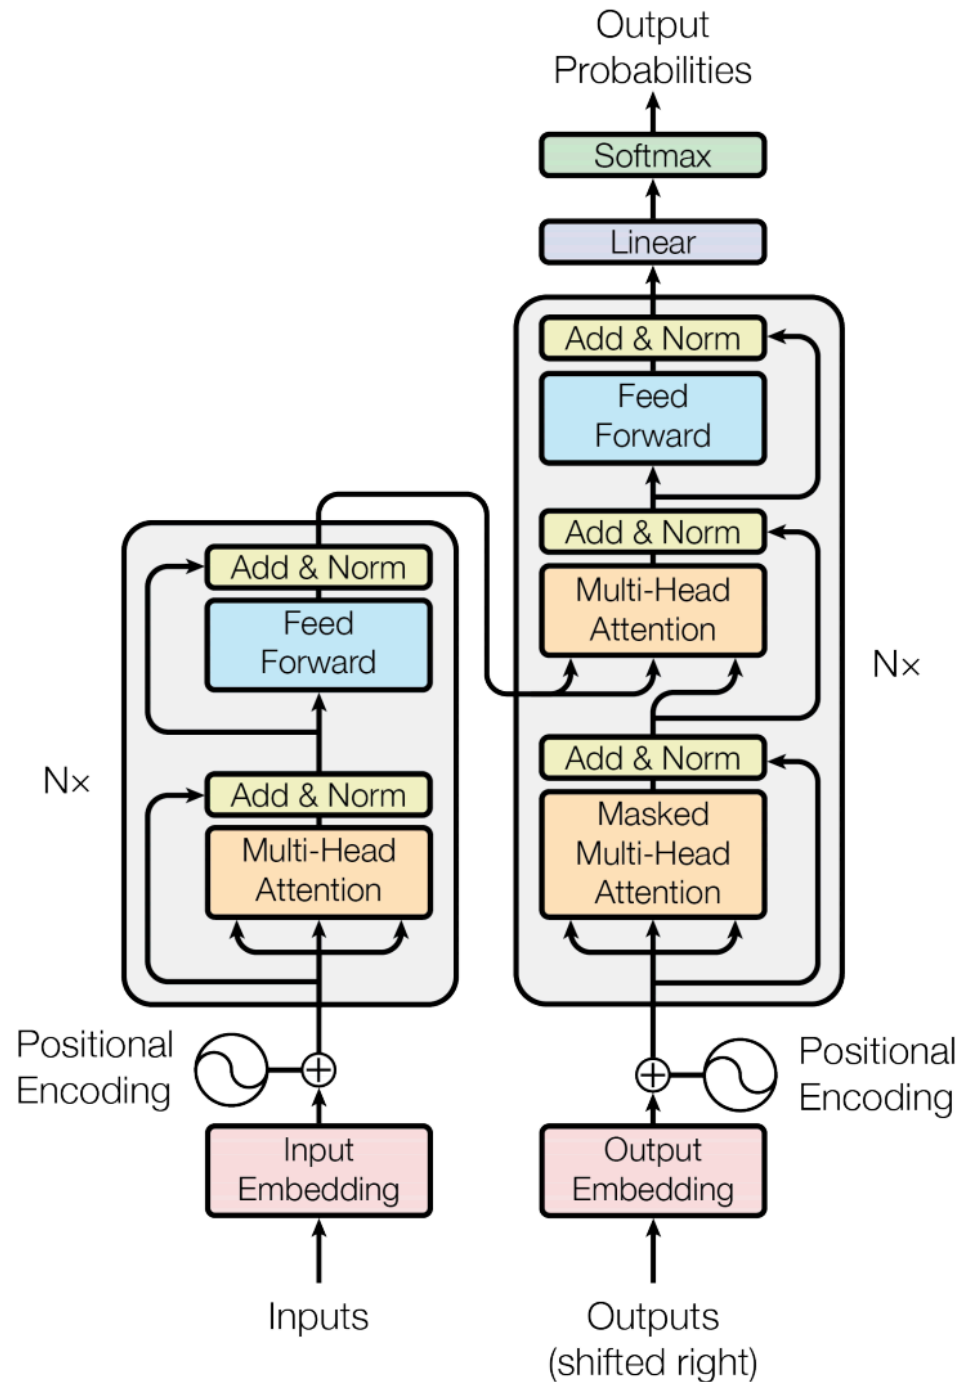 Output
Probabilities
Softmax
Linear
Add & Norm
Feed
Forward
Add & Norm
Multi-Head
Attention
Nx
Add & Norm
Masked
Multi-Head
Attention
Add & Norm
Feed
Forward
Nx
Add & Norm
Multi-Head
Attention
Positional
Encoding
Positional
Encoding
Input
Embedding
Output
Embedding
Inputs
Outputs
(shifted right)